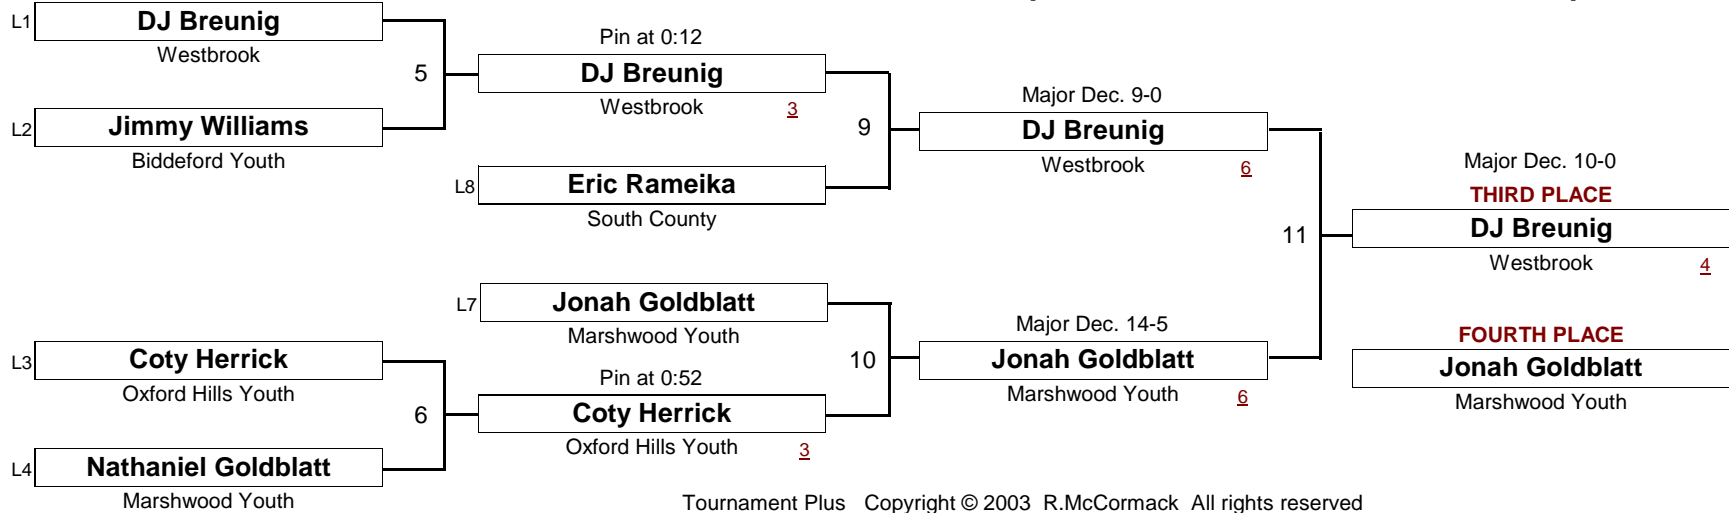 L1 DJ Breunig
Westbrook
5
L2 Jimmy Williams
Biddeford Youth
Pin at 0:12
DJ Breunig
Westbrook 3
L8 Eric Rameika
South County
9
Major Dec. 9-0
DJ Breunig
Westbrook 6
L7 Jonah Goldblatt
Marshwood Youth
L3 Coty Herrick
Oxford Hills Youth
6
L4 Nathaniel Goldblatt
Marshwood Youth
Pin at 0:52
Coty Herrick
Oxford Hills Youth 3
10
Major Dec. 14-5
Jonah Goldblatt
Marshwood Youth 6
11
Major Dec. 10-0
THIRD PLACE
DJ Breunig
Westbrook 4
FOURTH PLACE
Jonah Goldblatt
Marshwood Youth
Tournament Plus Copyright © 2003 R.McCormack All rights reserved